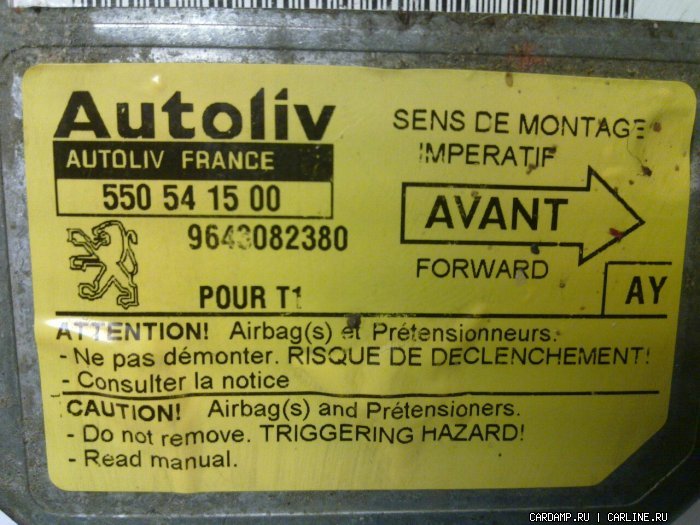 Autoliv
AUTOLIV FRANCE
550 54 15 00
9643082380
POUR T1
SENS DE MONTAGE
IMPERATIF
AVANT
FORWARD
AY
ATTENTION! Airbag(s) et Prétensionneurs.
- Ne pas démonter. RISQUE DE DECLENCHEMENT!
- Consulter la notice
CAUTION! Airbag(s) and Prétensioners.
- Do not remove. TRIGGERING HAZARD!
- Read manual.
CARDAMP.RU | CARLINE.RU